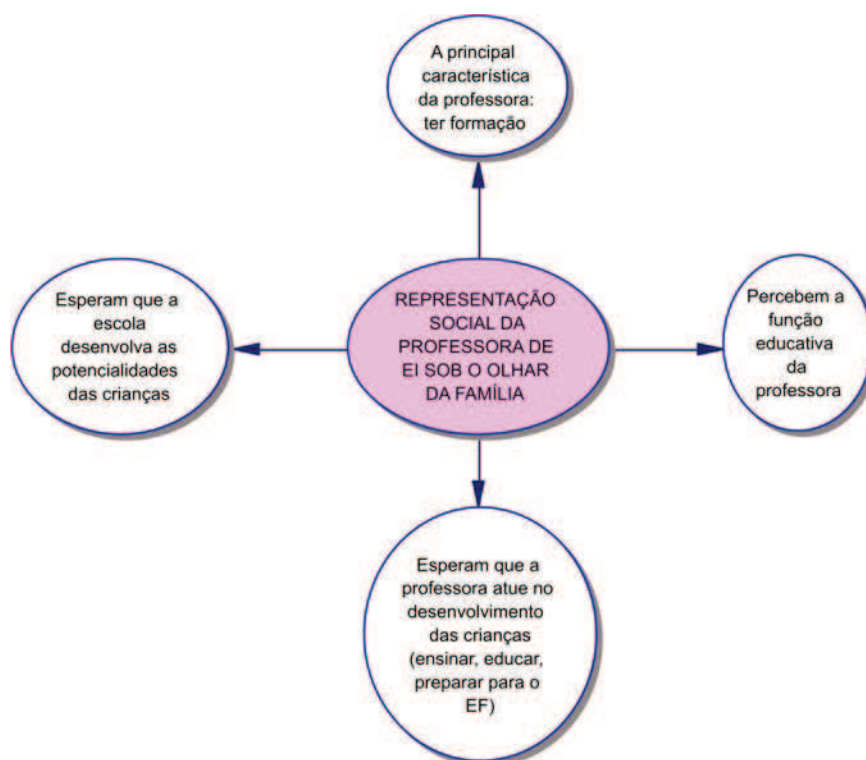 A principal
característica
da professora:
ter formação
Esperam que a
escola
desenvolva as
potencialidades
das crianças
REPRESENTAÇÃO
SOCIAL DA
PROFESSORA DE
EI SOB O OLHAR
DA FAMÍLIA
Percebem a
função
educativa
da
professora
Esperam que a
professora atue no
desenvolvimento
das crianças
(ensinar, educar,
preparar para o
EF)